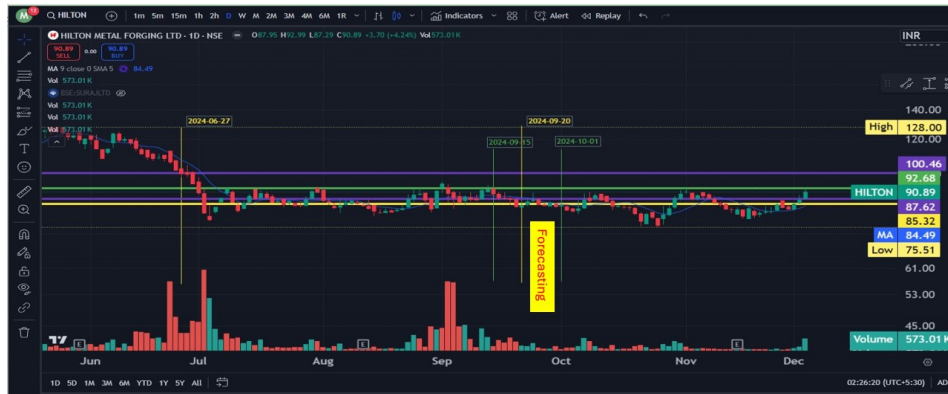 M 13 HILTON 1m 5m 15m 1h 2h D W M 2M 3M 4M 6M 1R Indicators Alert Replay
HILTON METAL FORGING LTD · 1D · NSE O87.95 H92.99 L87.29 C90.89 +3.70 (+4.24%) Vol573.01K
INR
90.89 0.00 90.89
SELL BUY
MA 9 close 0 SMA 5 84.49
Vol 573.01K
BSE:SURAJLTD
Vol 573.01K
Vol 573.01K
Vol 573.01K
2024-06-27
2024-09-20
2024-09-15
2024-10-01
140.00
High 128.00
100.46
92.68
HILTON 90.89
87.62
85.32
MA 84.49
Low 75.51
61.00
53.00
45.00
Volume 573.01K
Forecasting
E E E
Jun Jul Aug Sep Oct Nov Dec
1D 5D 1M 3M 6M YTD 1Y 5Y All
02:26:20 (UTC+5:30) AD